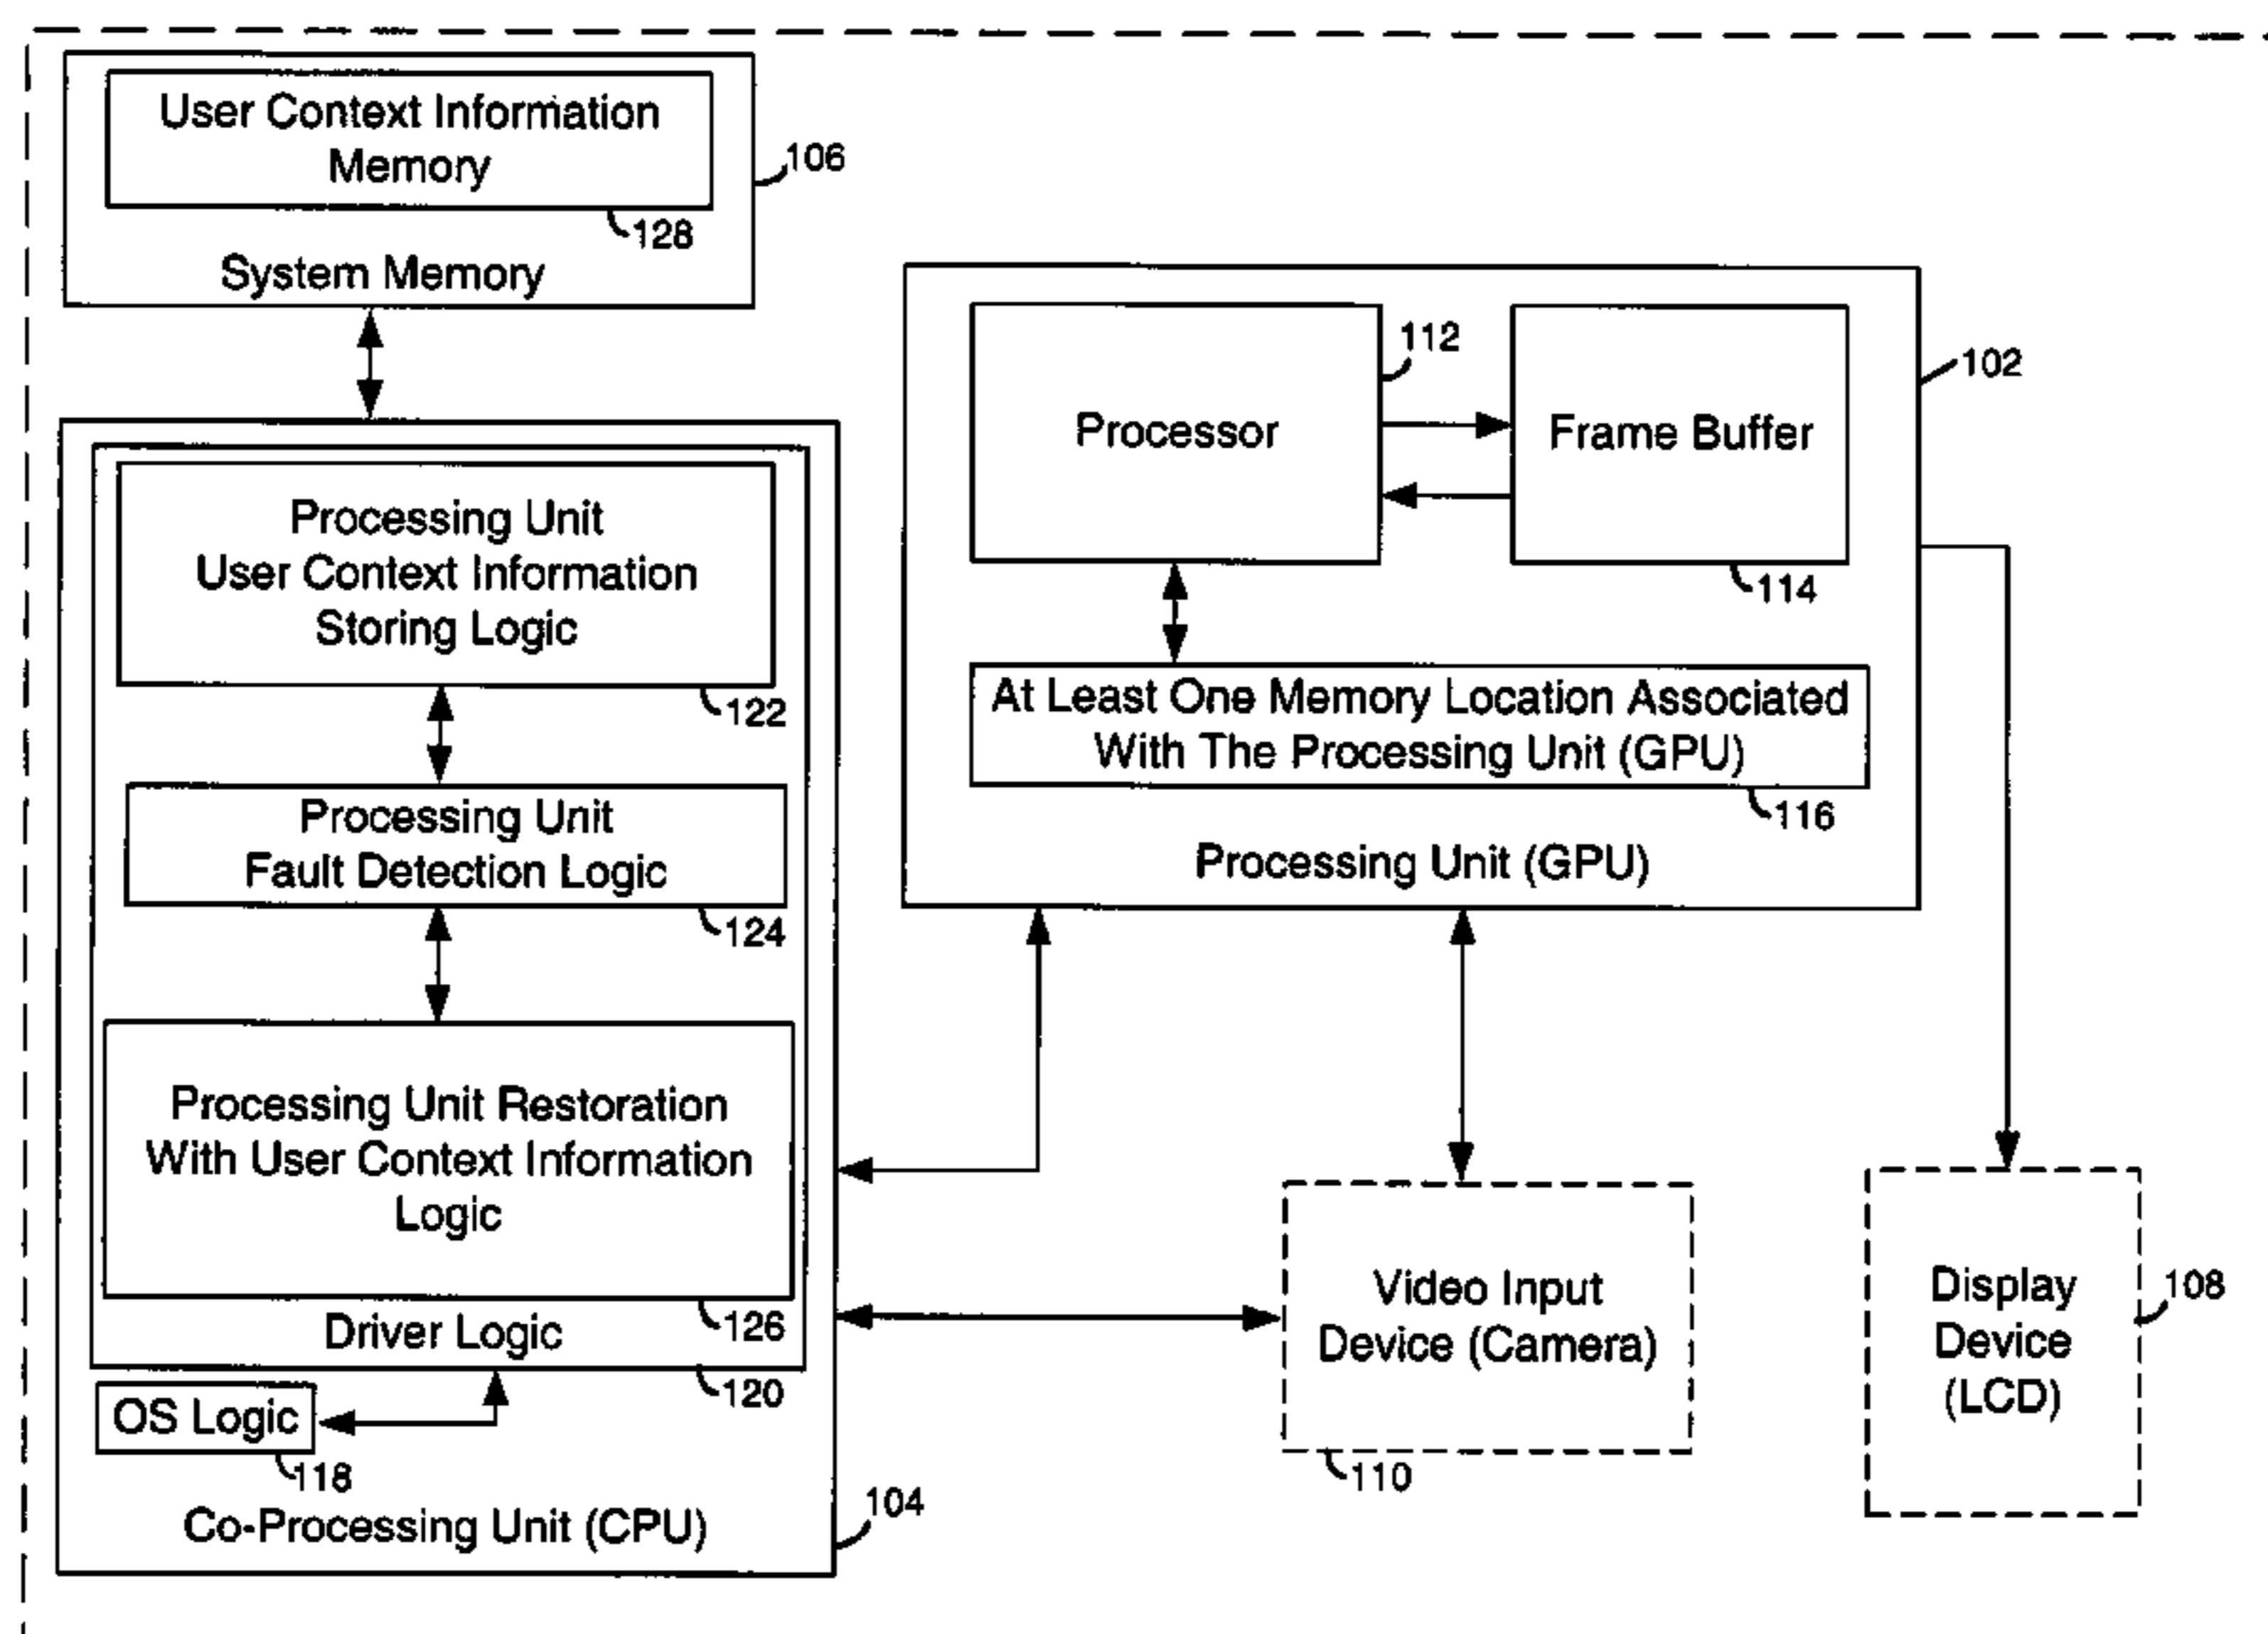 User Context Information
Memory
128
System Memory
106
Processing Unit
User Context Information
Storing Logic
122
Processing Unit
Fault Detection Logic
124
Processing Unit Restoration
With User Context Information
Logic
126
Driver Logic
120
OS Logic
118
Co-Processing Unit (CPU)
104
Processor
112
Frame Buffer
114
102
At Least One Memory Location Associated
With The Processing Unit (GPU)
116
Processing Unit (GPU)
Video Input
Device (Camera)
110
Display
Device
(LCD)
108